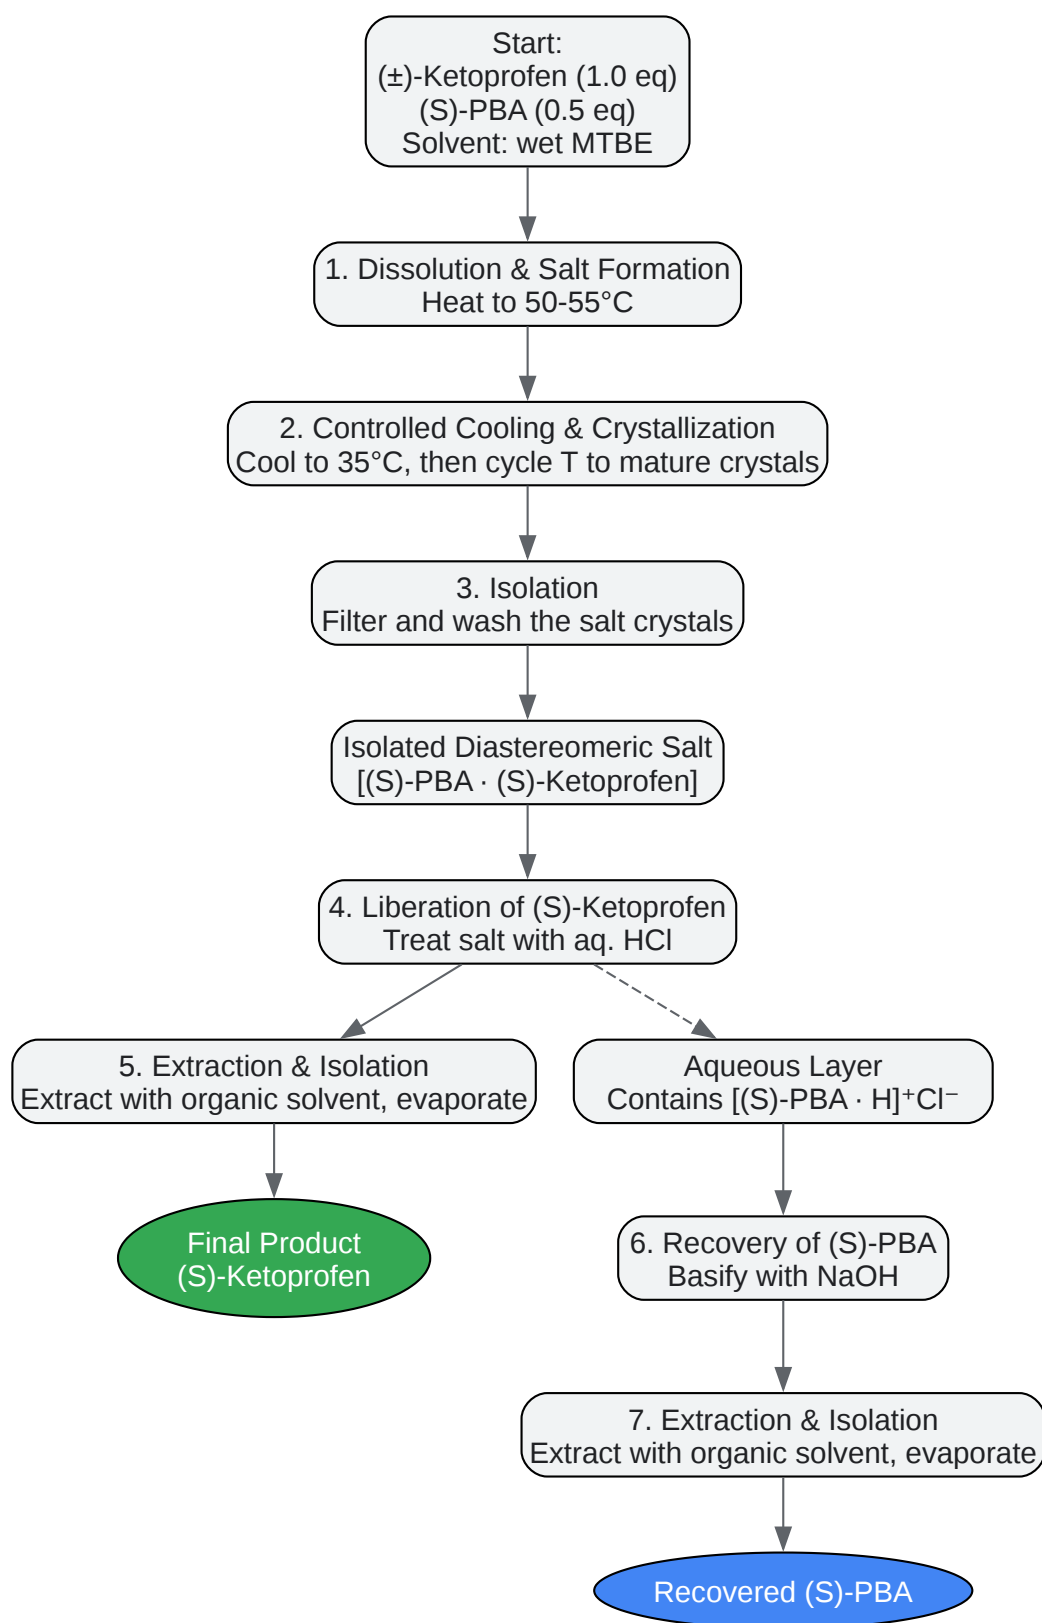 Start:
(±)-Ketoprofen (1.0 eq)
(S)-PBA (0.5 eq)
Solvent: wet MTBE
1. Dissolution & Salt Formation
Heat to 50-55°C
2. Controlled Cooling & Crystallization
Cool to 35°C, then cycle T to mature crystals
3. Isolation
Filter and wash the salt crystals
Isolated Diastereomeric Salt
[(S)-PBA · (S)-Ketoprofen]
4. Liberation of (S)-Ketoprofen
Treat salt with aq. HCl
5. Extraction & Isolation
Extract with organic solvent, evaporate
Final Product
(S)-Ketoprofen
Aqueous Layer
Contains [(S)-PBA · H]⁺Cl⁻
6. Recovery of (S)-PBA
Basify with NaOH
7. Extraction & Isolation
Extract with organic solvent, evaporate
Recovered (S)-PBA